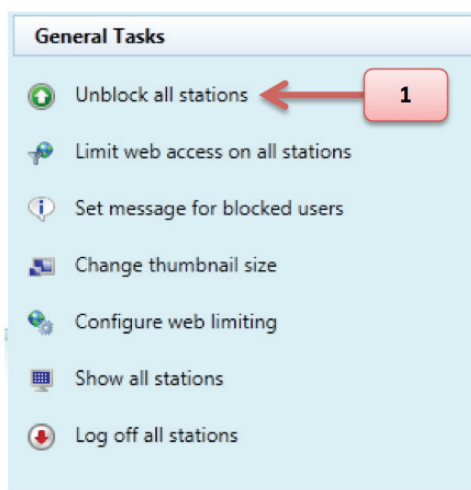 General Tasks
Unblock all stations
1
Limit web access on all stations
Set message for blocked users
Change thumbnail size
Configure web limiting
Show all stations
Log off all stations